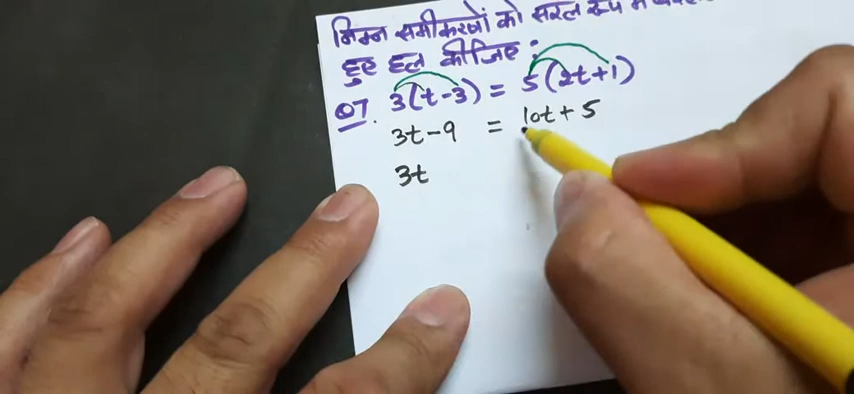 निम्न समीकरणों को सरल रूप में
हुए हल कीजिए :
Q7. 3(t-3) = 5(2t+1)
3t-9 = 10t+5
3t